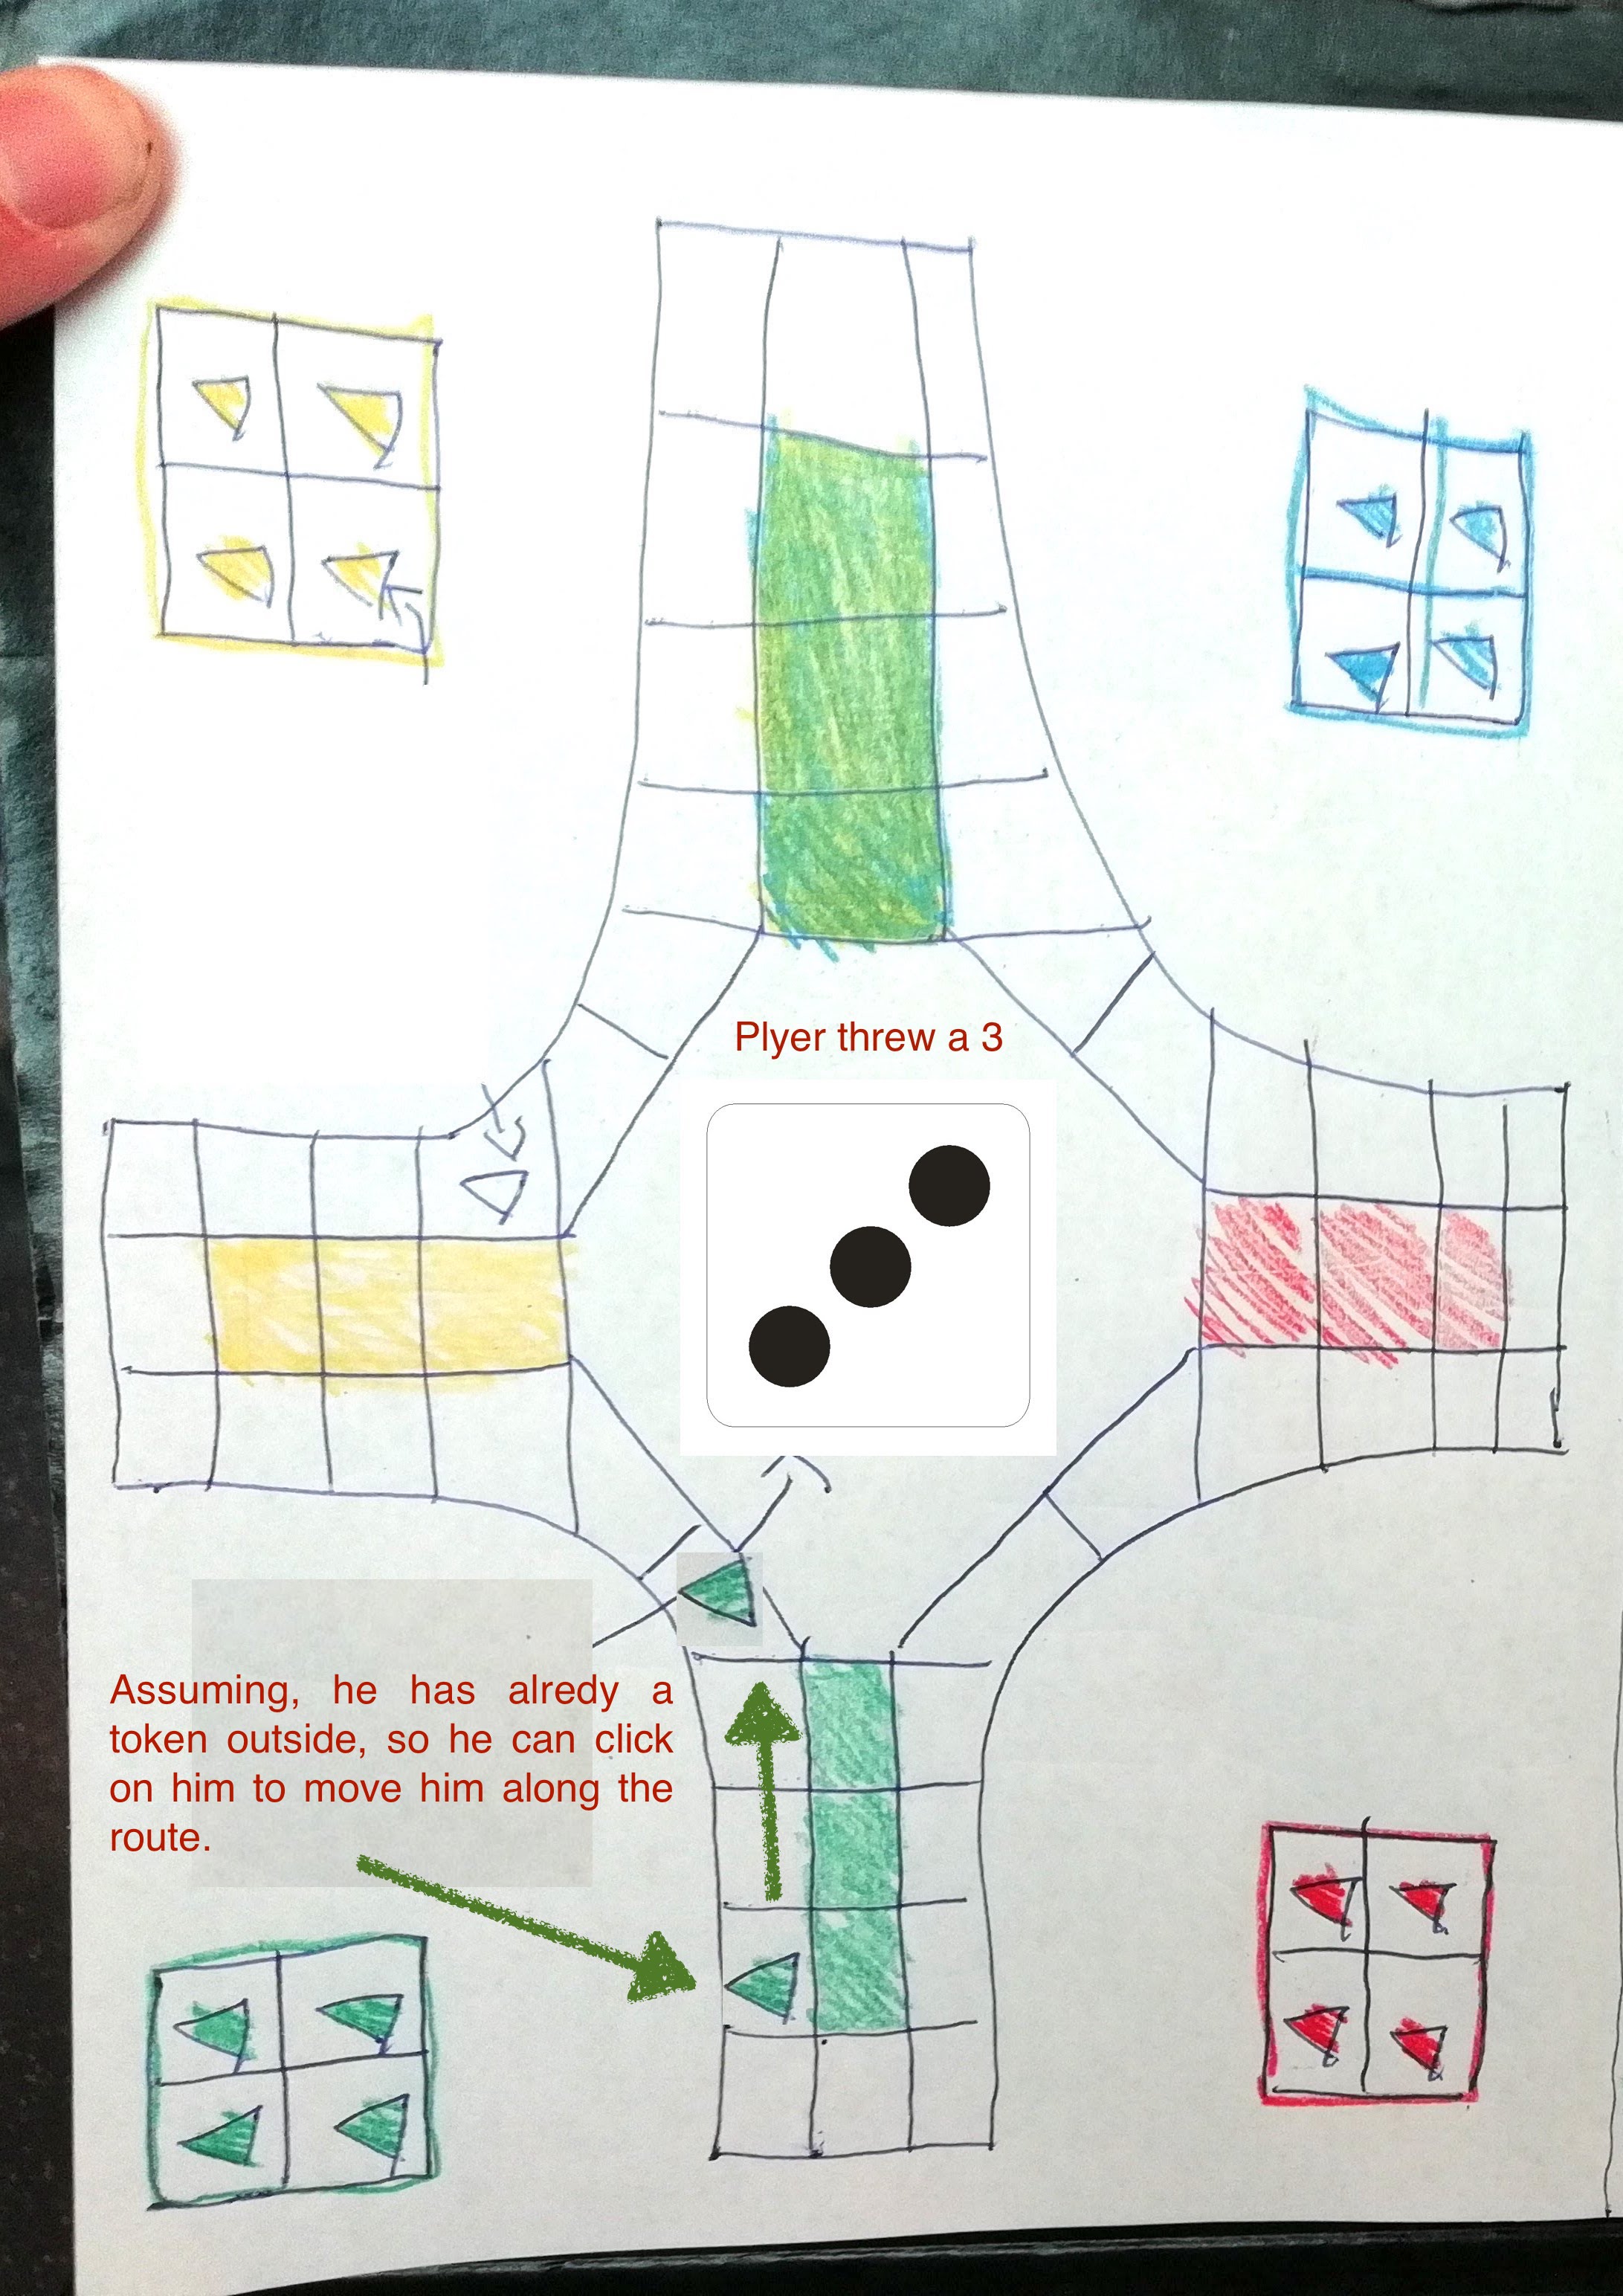 Plyer threw a 3
Assuming, he has alredy a
token outside, so he can click
on him to move him along the
route.